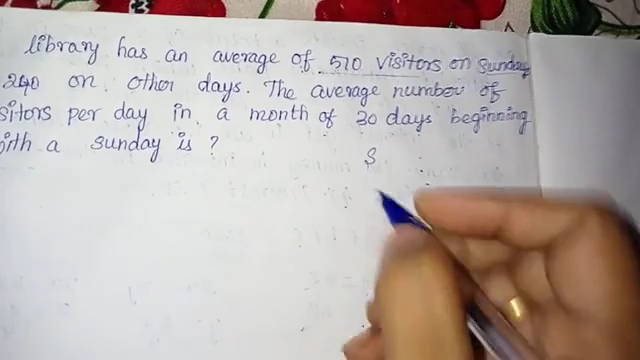 library has an average of 510 visitors on Sunday
240 on other days. The average number of
sitors per day in a month of 30 days beginning
ith a sunday is ?
S